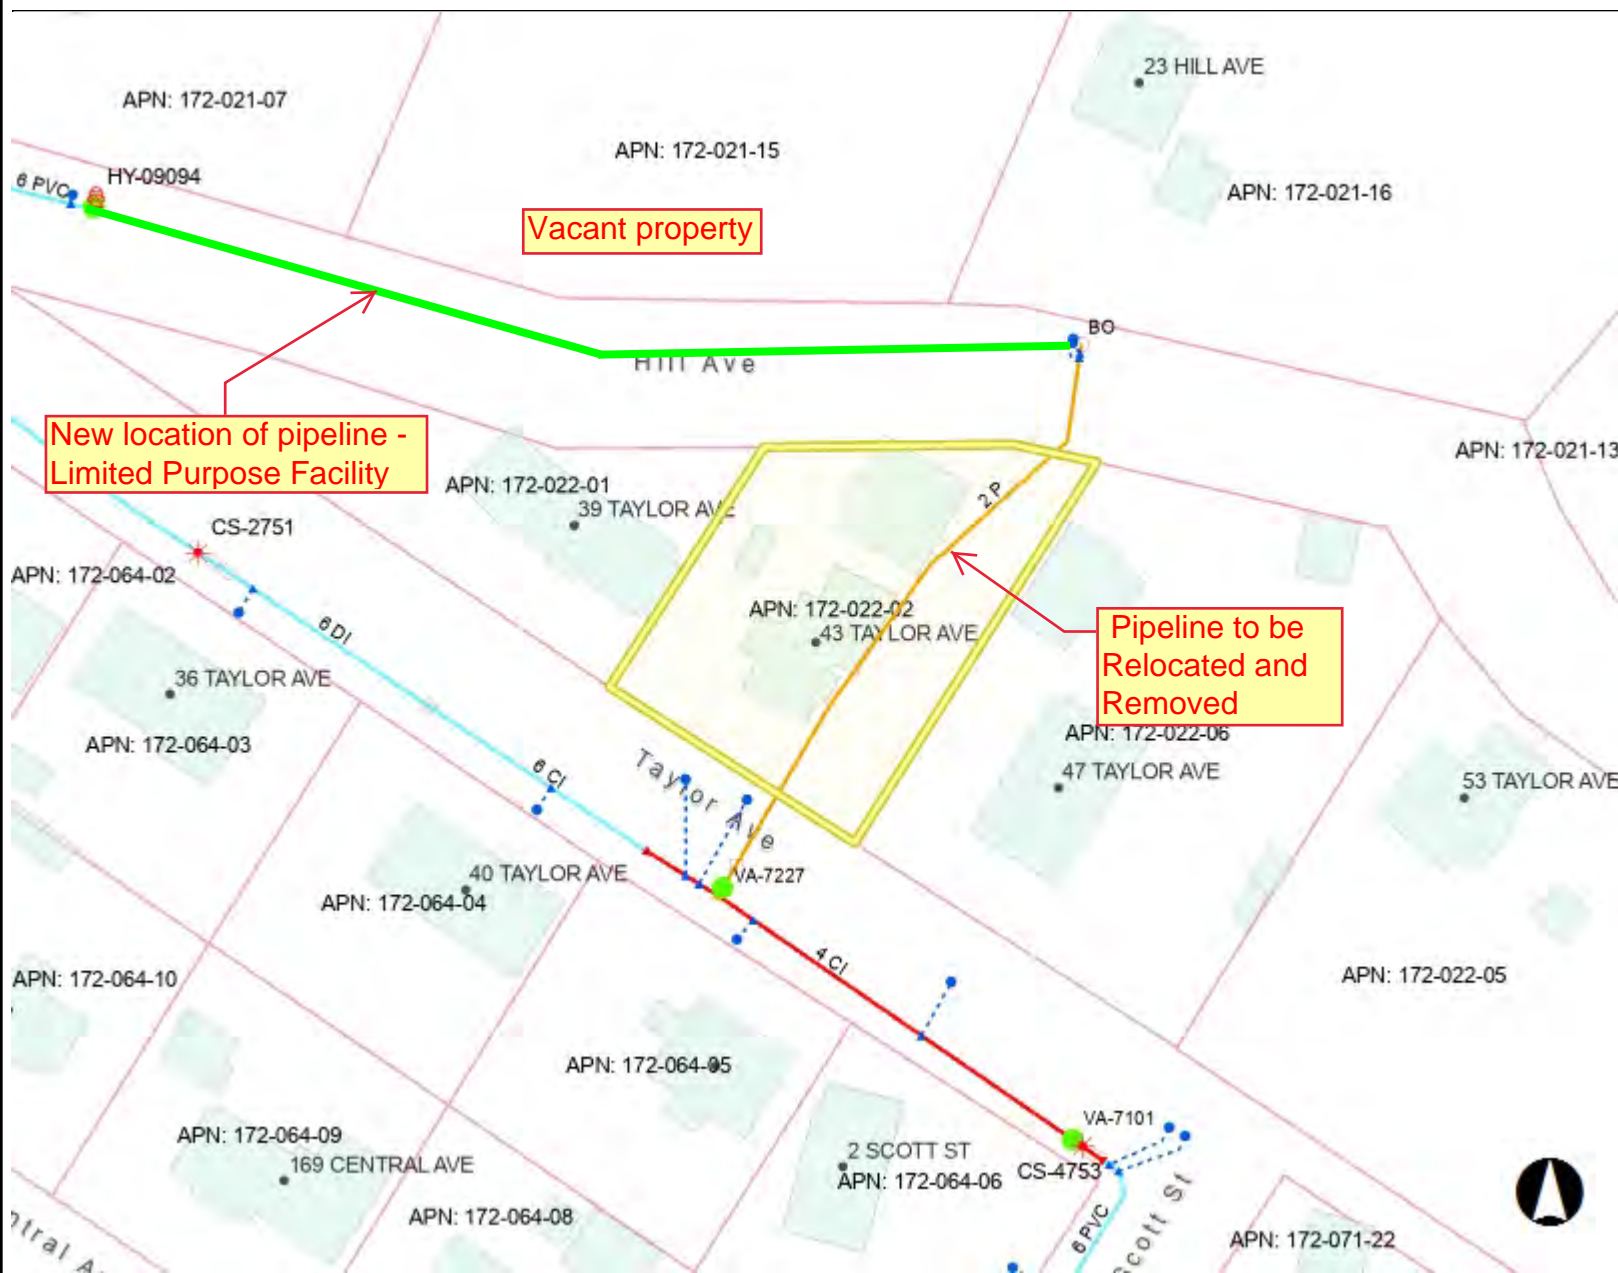 23 HILL AVE
APN: 172-021-07
APN: 172-021-15
6 PVC
HY-09094
APN: 172-021-16
Vacant property
BO
Hill Ave
New location of pipeline -
Limited Purpose Facility
APN: 172-021-13
APN: 172-022-01
39 TAYLOR AVE
2 P
CS-2751
APN: 172-064-02
APN: 172-022-02
43 TAYLOR AVE
Pipeline to be
Relocated and
Removed
6 DI
36 TAYLOR AVE
APN: 172-064-03
APN: 172-022-06
47 TAYLOR AVE
53 TAYLOR AVE
6 CI
Taylor Ave
40 TAYLOR AVE
APN: 172-064-04
VA-7227
4 CI
APN: 172-064-10
APN: 172-022-05
APN: 172-064-05
VA-7101
APN: 172-064-09
169 CENTRAL AVE
2 SCOTT ST
APN: 172-064-06
CS-4753
APN: 172-064-08
6 PVC
Scott St
APN: 172-071-22
ntral A